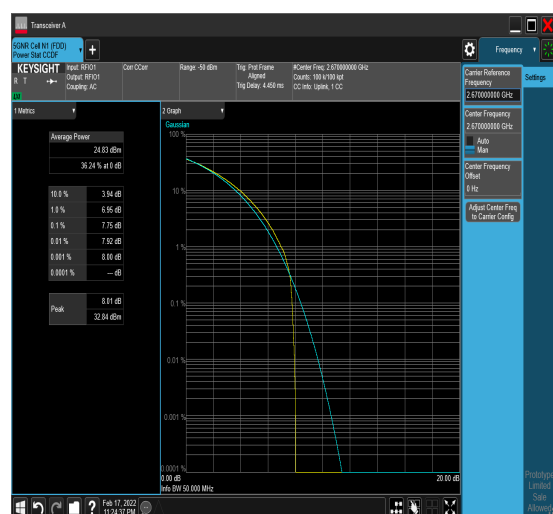 Transceiver A
5GNR Cell N1 (FDD)
Power Stat CCDF
Frequency
KEYSIGHT
R T
Input: RFIO1
Output: RFIO1
Coupling: AC
Corr CCorr
Range: -50 dBm
Trig: Prot Frame
Aligned
Trig Delay: 4.450 ms
#Center Freq: 2.670000000 GHz
Counts: 100 k/100 kpt
CC Info: Uplink, 1 CC
1 Metrics
Average Power
24.83 dBm
36.24 % at 0 dB
10.0 % 3.94 dB
1.0 % 6.95 dB
0.1 % 7.75 dB
0.01 % 7.92 dB
0.001 % 8.00 dB
0.0001 % --- dB
Peak
8.01 dB
32.84 dBm
2 Graph
Gaussian
100 %
10 %
1 %
0.1 %
0.01 %
0.001 %
0.0001 %
0.00 dB
20.00 dB
Info BW 50.000 MHz
Carrier Reference
Frequency
2.670000000 GHz
Center Frequency
2.670000000 GHz
Auto
Man
Center Frequency
Offset
0 Hz
Adjust Center Freq
to Carrier Config
Settings
Prototype
Limited
Sale
Allowed
Feb 17, 2022
11:24:37 PM